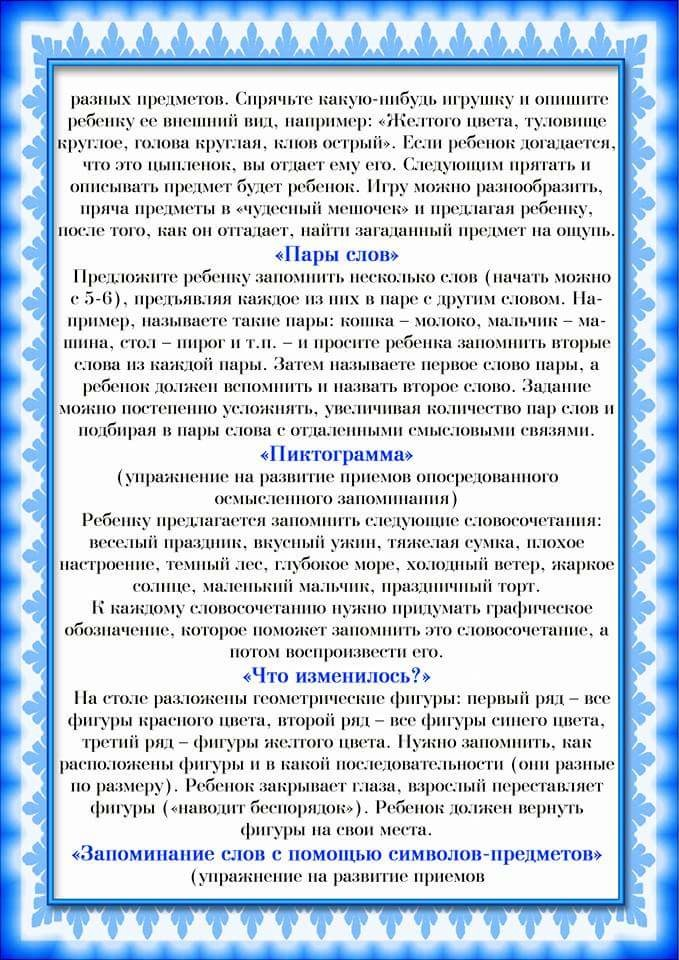 разных предметов. Спрячьте какую-нибудь игрушку и опишите
ребенку ее внешний вид, например: «Желтого цвета, туловище
круглое, голова круглая, клюв острый». Если ребенок догадается,
что это цыпленок, вы отдает ему его. Следующим прятать и
описывать предмет будет ребенок. Игру можно разнообразить,
пряча предметы в «чудесный мешочек» и предлагая ребенку,
после того, как он отгадает, найти загаданный предмет на ощупь.
«Пары слов»
Предложите ребенку запомнить несколько слов (начать можно
с 5-6), предъявляя каждое из них в паре с другим словом. На-
пример, называете такие пары: кошка – молоко, мальчик – ма-
шина, стол – пирог и т.п. – и просите ребенка запомнить вторые
слова из каждой пары. Затем называете первое слово пары, а
ребенок должен вспомнить и назвать второе слово. Задание
можно постепенно усложнять, увеличивая количество пар слов и
подбирая в пары слова с отдаленными смысловыми связями.
«Пиктограмма»
(упражнение на развитие приемов опосредованного
осмысленного запоминания)
Ребенку предлагается запомнить следующие словосочетания:
веселый праздник, вкусный ужин, тяжелая сумка, плохое
настроение, темный лес, глубокое море, холодный ветер, жаркое
солнце, маленький мальчик, праздничный торт.
К каждому словосочетанию нужно придумать графическое
обозначение, которое поможет запомнить это словосочетание, а
потом воспроизвести его.
«Что изменилось?»
На столе разложены геометрические фигуры: первый ряд – все
фигуры красного цвета, второй ряд – все фигуры синего цвета,
третий ряд – фигуры желтого цвета. Нужно запомнить, как
расположены фигуры и в какой последовательности (они разные
по размеру). Ребенок закрывает глаза, взрослый переставляет
фигуры («наводит беспорядок»). Ребенок должен вернуть
фигуры на свои места.
«Запоминание слов с помощью символов-предметов»
(упражнение на развитие приемов